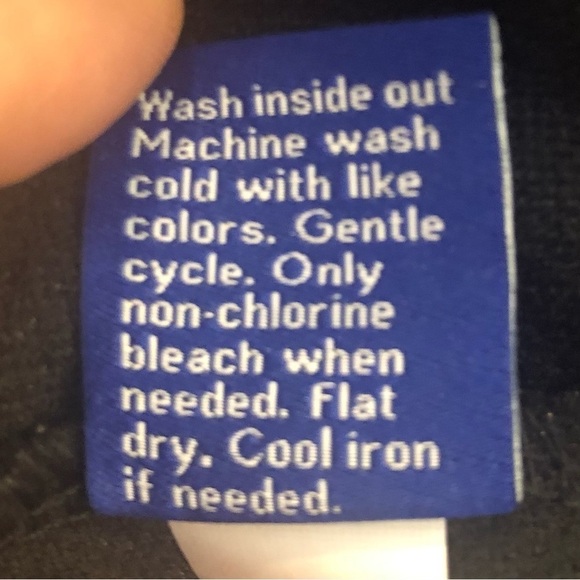 Wash inside out
Machine wash
cold with like
colors. Gentle
cycle. Only
non-chlorine
bleach when
needed. Flat
dry. Cool iron
if needed.